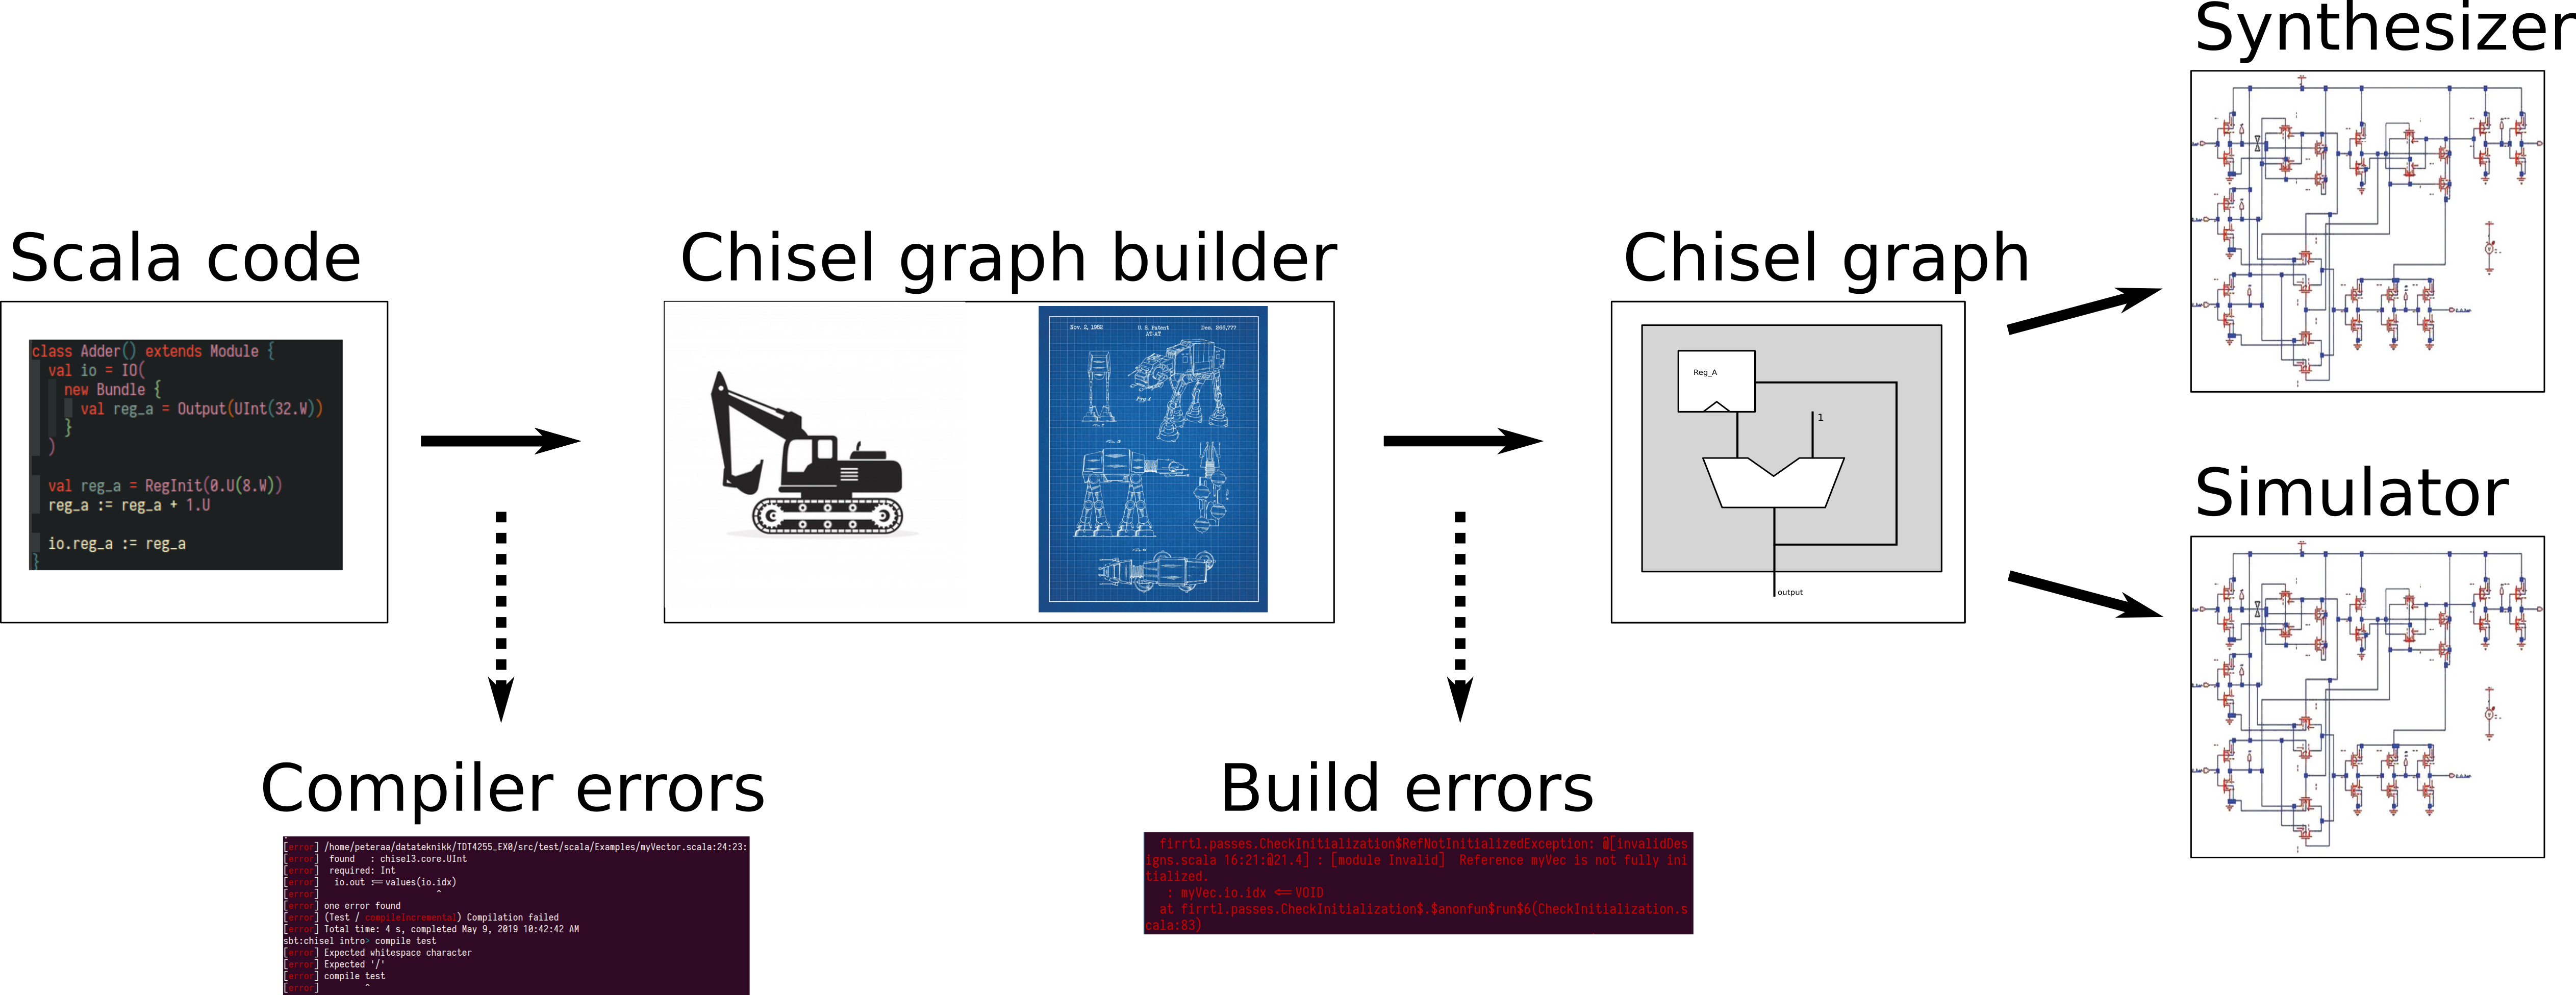 Synthesizer
Scala code
Chisel graph builder
Chisel graph
class Adder() extends Module {
val io = IO(
new Bundle {
val reg_a = Output(UInt(32.W))
}
)
val reg_a = RegInit(0.U(8.W))
reg_a := reg_a + 1.U
io.reg_a := reg_a
}
Nov. 2, 1982
U. S. Patent
AT-AT
Des. 266,777
Fig.1
Reg_A
1
output
Simulator
Compiler errors
[error] /home/peteraa/datateknikk/TDT4255_EX0/src/test/scala/Examples/myVector.scala:24:23:
[error] found : chisel3.core.UInt
[error] required: Int
[error] io.out :=values(io.idx)
[error] ^
[error] one error found
[error] (Test / compileIncremental) Compilation failed
[error] Total time: 4 s, completed May 9, 2019 10:42:42 AM
sbt:chisel intro> compile test
[error] Expected whitespace character
[error] Expected '/'
[error] compile test
[error] ^
Build errors
firrtl.passes.CheckInitialization$RefNotInitializedException: @[invalidDes
igns.scala 16:21:@21.4] : [module Invalid] Reference myVec is not fully ini
tialized.
: myVec.io.idx <= VOID
at firrtl.passes.CheckInitialization$.$anonfun$run$6(CheckInitialization.s
cala:83)